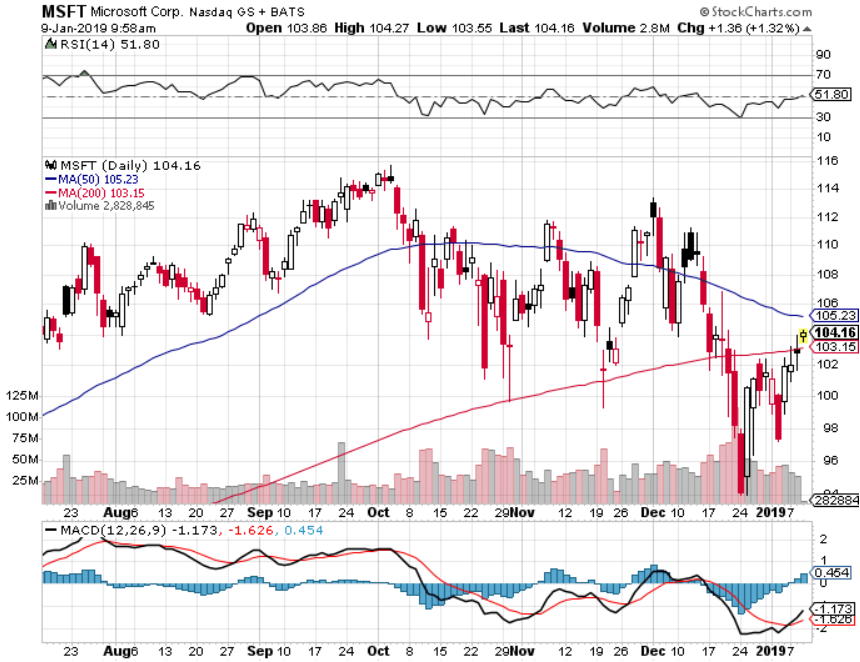 MSFT Microsoft Corp. Nasdaq GS + BATS © StockCharts.com
9-Jan-2019 9:58am Open 103.86 High 104.27 Low 103.55 Last 104.16 Volume 2.8M Chg +1.36 (+1.32%)
RSI(14) 51.80
90
70
51.80
30
10
MSFT (Daily) 104.16
MA(50) 105.23
MA(200) 103.15
Volume 2,828,845
116
114
112
110
108
106
105.23
104.16
103.15
102
100
98
96
94
125M
100M
75M
50M
25M
282884
23 Aug 6 13 20 27 Sep 10 17 24 Oct 8 15 22 29 Nov 12 19 26 Dec 10 17 24 2019 7
MACD(12,26,9) -1.173, -1.626, 0.454
2
1
0.454
0
-1.173
-1.626
-2
Aug 6 13 20 27 Sep 10 17 24 Oct 8 15 22 29 Nov 12 19 26 Dec 10 17 24 2019 7